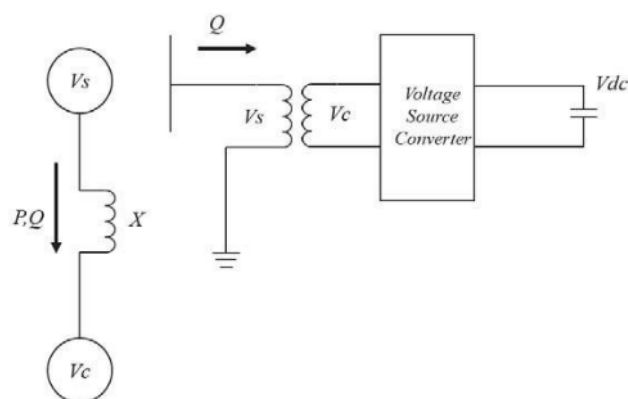 Vs
P,Q
X
Vc
Q
Vs
Vc
Voltage
Source
Converter
Vdc